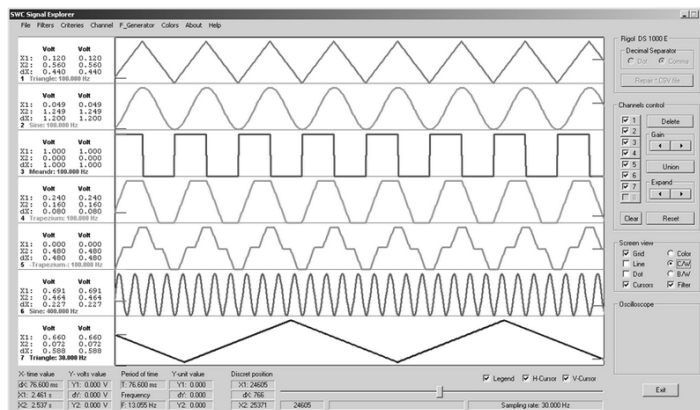 SWC Signal Explorer
File Filters Criteries Channel F_Generator Colors About Help
Volt Volt
X1: 0.120 0.120
X2: 0.560 0.560
dX: 0.440 0.440
1 Triangle: 100.000 Hz
Volt Volt
X1: 0.049 0.049
X2: 1.249 1.249
dX: 1.200 1.200
2 Sine: 100.000 Hz
Volt Volt
X1: 1.000 1.000
X2: 0.000 0.000
dX: 1.000 1.000
3 Meandr: 100.000 Hz
Volt Volt
X1: 0.240 0.240
X2: 0.160 0.160
dX: 0.080 0.080
4 Trapezium: 100.000 Hz
Volt Volt
X1: 0.000 0.000
X2: 0.480 0.480
dX: 0.480 0.480
5 100.000 Hz
Volt Volt
X1: 0.691 0.691
X2: 0.464 0.464
dX: 0.227 0.227
6 Sine: 400.000 Hz
Volt Volt
X1: 0.660 0.660
X2: 0.072 0.072
dX: 0.588 0.588
7 Triangle: 30.000 Hz
Rigol DS 1000 E
Decimal Separator
Dot Comma
Repair *.CSV file
Channels control
1
2
3
4
5
6
7
8
Delete
Gain
Union
Expand
Clear Reset
Screen view
Grid Color
Line C/W
Dot B/W
Cursors Filter
Oscilloscope
Exit
X- time value Y- volts value Period of time Y-unit value Discret position
dX: 76.600 ms Y1: 0.000 V T: 76.600 ms Y1: 0.000 X1: 24605
X1: 2.461 s dY: 0.000 V Frequency dY: 0.000 dX: 766
X2: 2.537 s Y2: 0.000 V F: 13.055 Hz Y2: 0.000 X2: 25371 24605
Legend H-Cursor V-Cursor
Sampling rate: 30.000 Hz